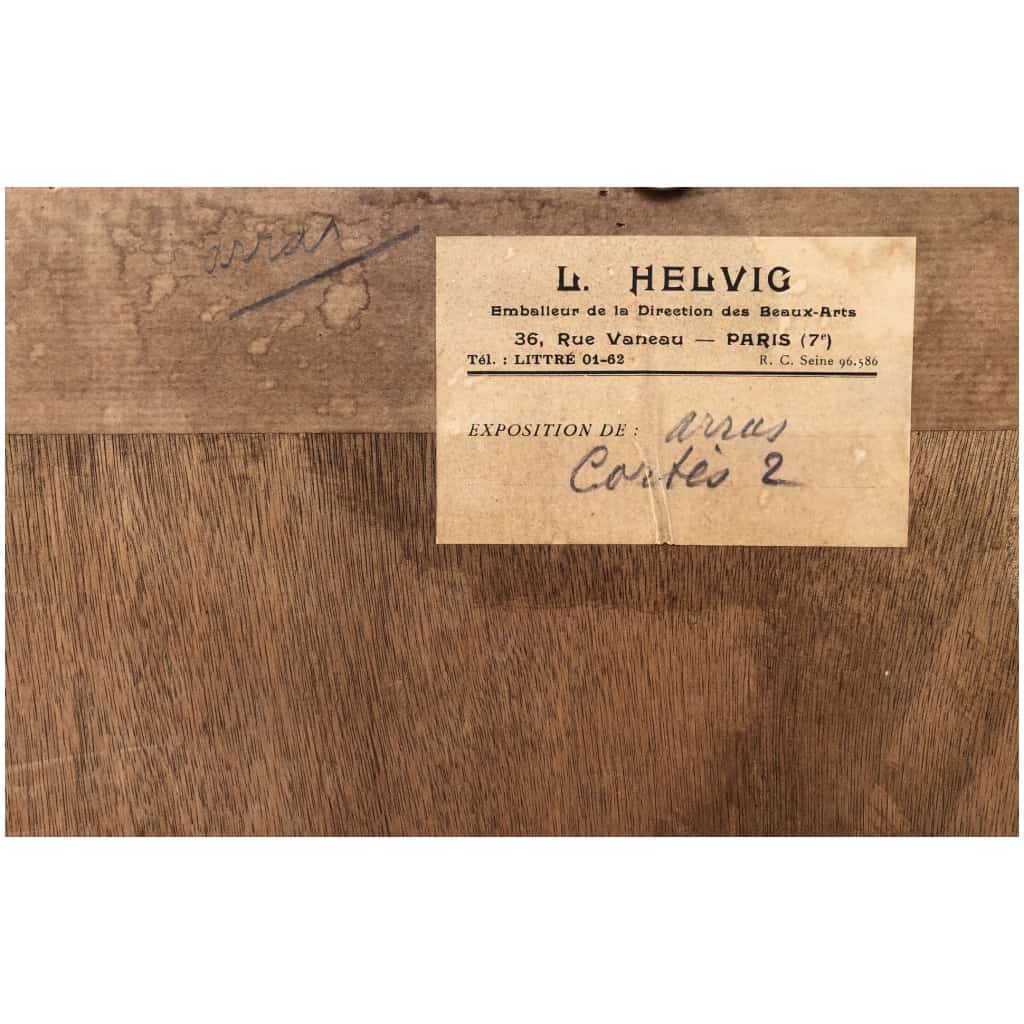 arras
L. HELVIG
Emballeur de la Direction des Beaux-Arts
36, Rue Vaneau — PARIS (7e)
Tél. : LITTRÉ 01-62 R. C. Seine 96.586
EXPOSITION DE : arras
Cortès 2